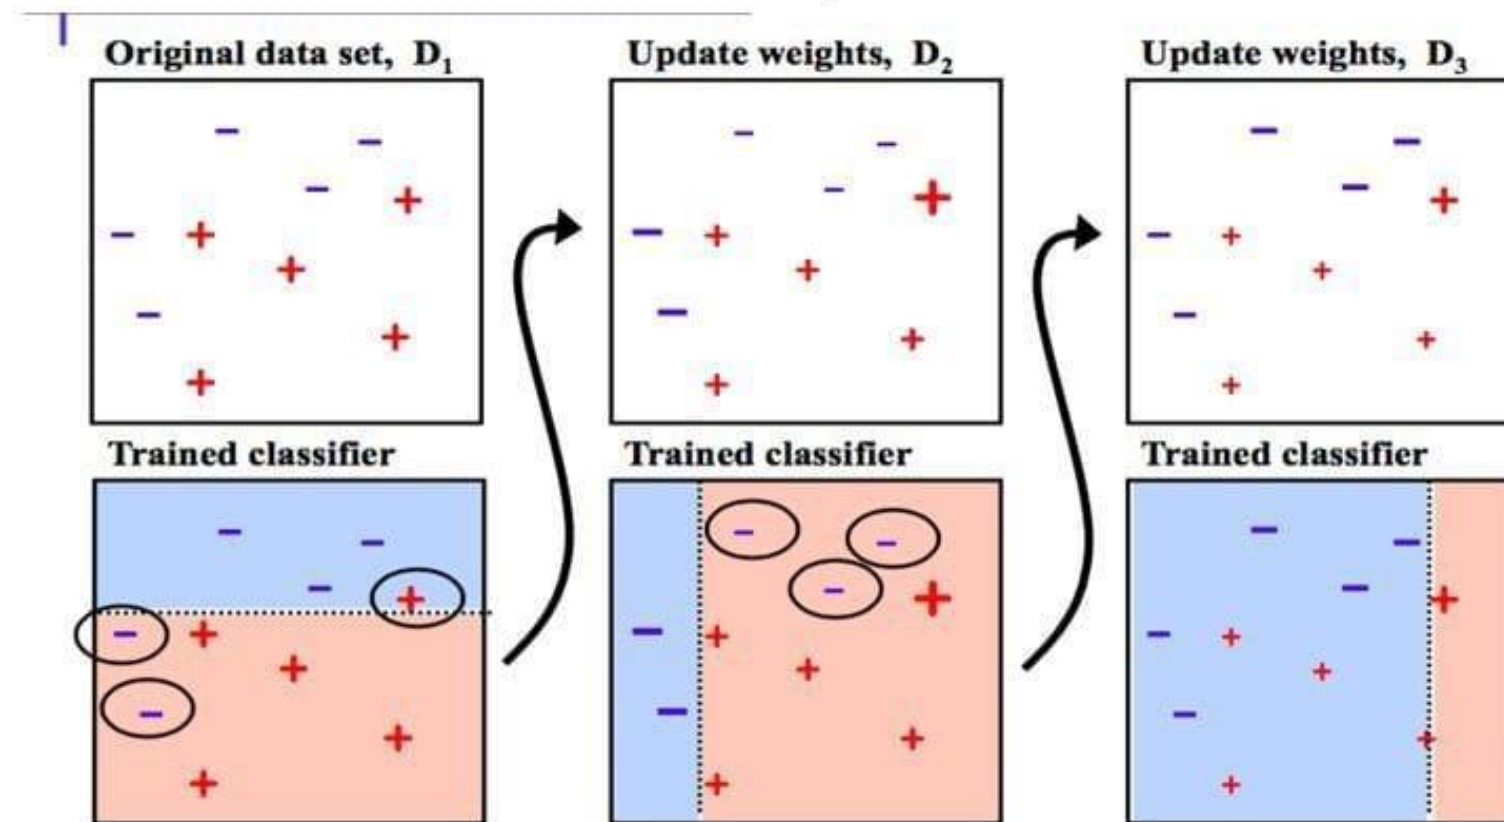 Original data set, D₁
Update weights, D₂
Update weights, D₃
Trained classifier
Trained classifier
Trained classifier